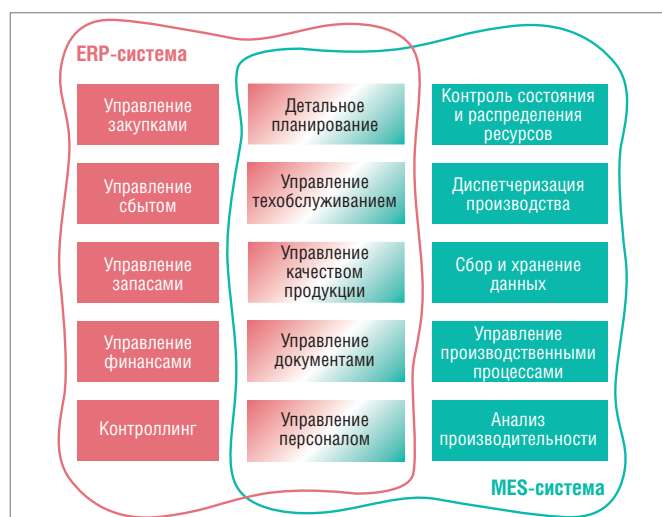 ERP-система
Управление
закупками
Управление
сбытом
Управление
запасами
Управление
финансами
Контроллинг
Детальное
планирование
Управление
техобслуживанием
Управление
качеством
продукции
Управление
документами
Управление
персоналом
Контроль состояния
и распределения
ресурсов
Диспетчеризация
производства
Сбор и хранение
данных
Управление
производственными
процессами
Анализ
производительности
MES-система